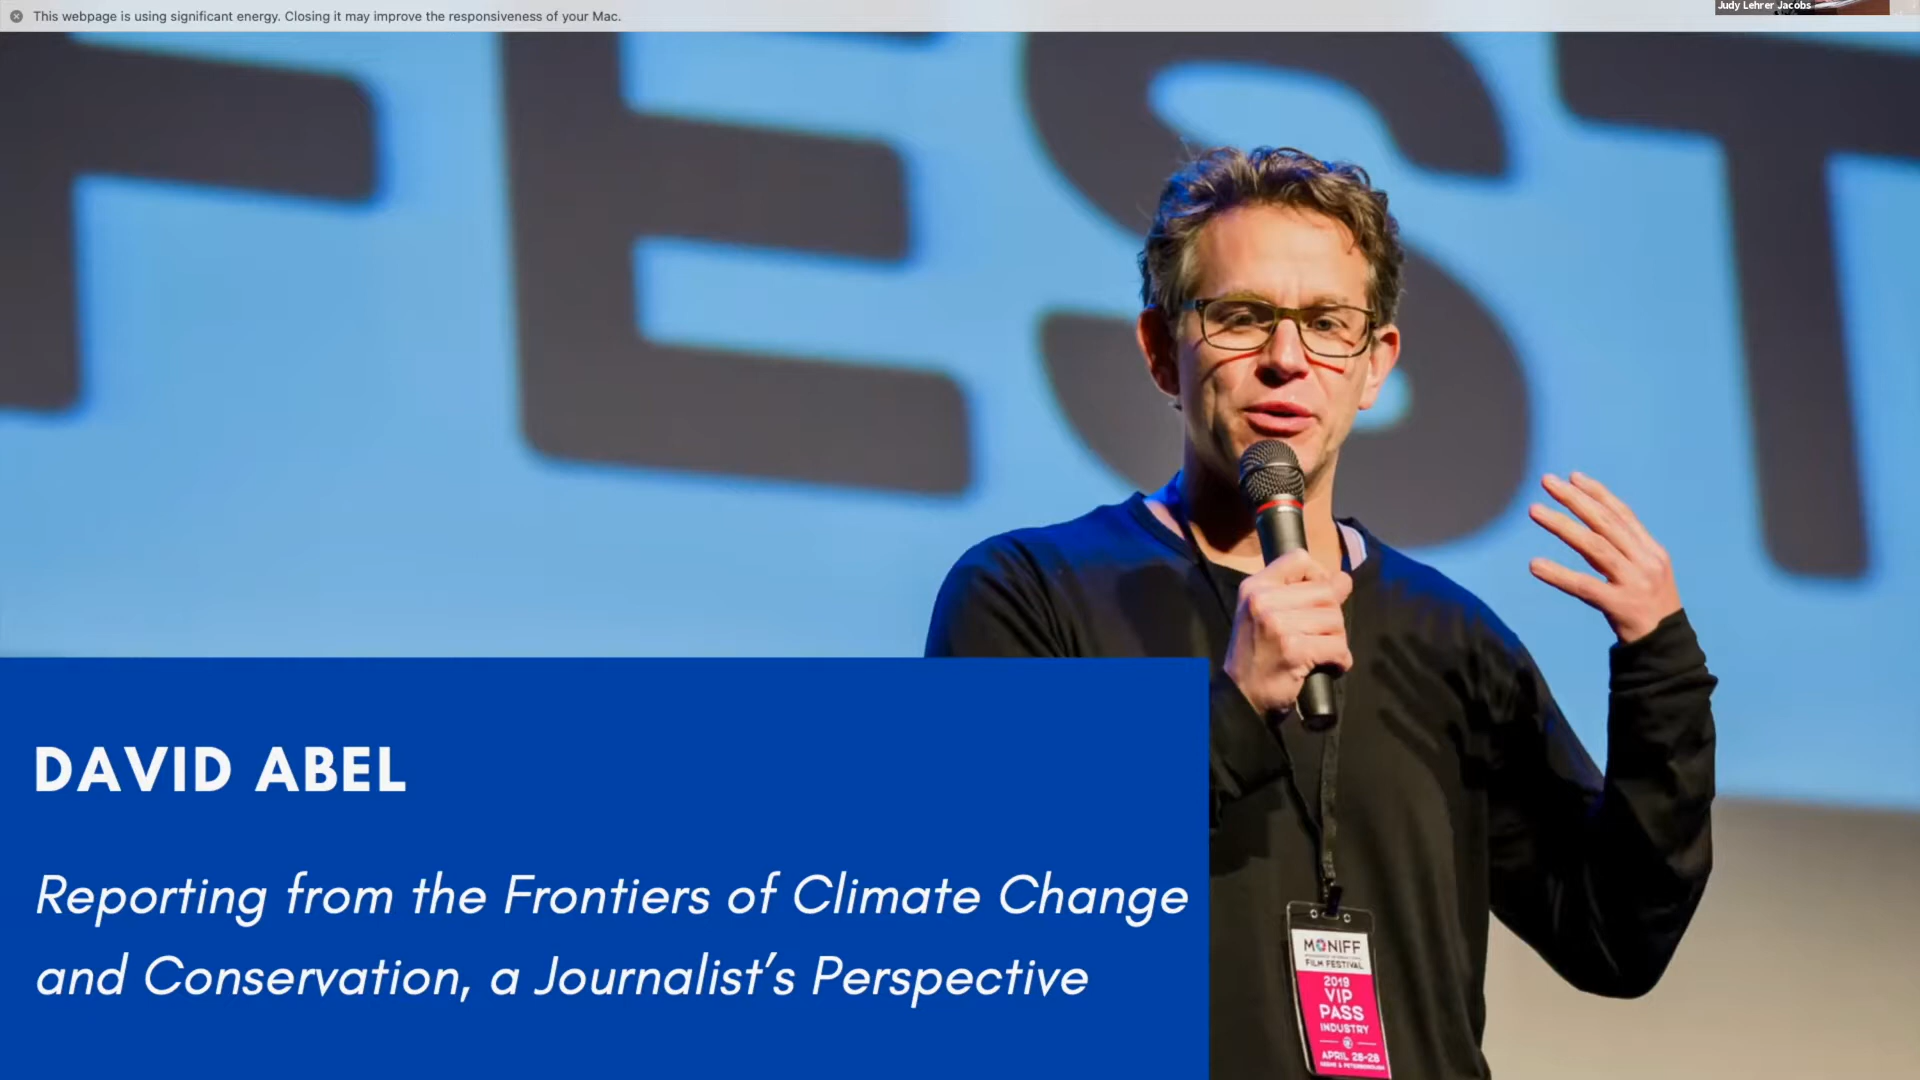 This webpage is using significant energy. Closing it may improve the responsiveness of your Mac.
Judy Lehrer Jacobs
FEST
DAVID ABEL
Reporting from the Frontiers of Climate Change
and Conservation, a Journalist's Perspective
MONIFF
FILM FESTIVAL
2019
VIP
PASS
INDUSTRY
APRIL 26-28